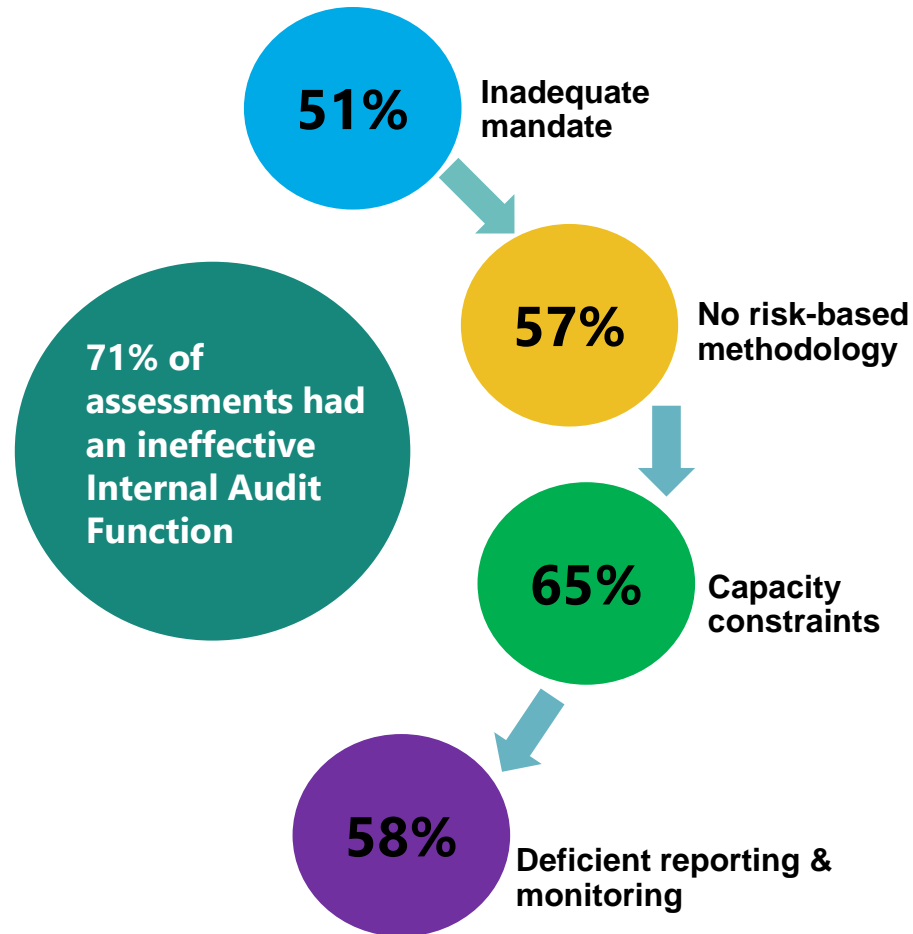 51%
Inadequate
mandate
57%
No risk-based
methodology
71% of
assessments had
an ineffective
Internal Audit
Function
65%
Capacity
constraints
58%
Deficient reporting &
monitoring